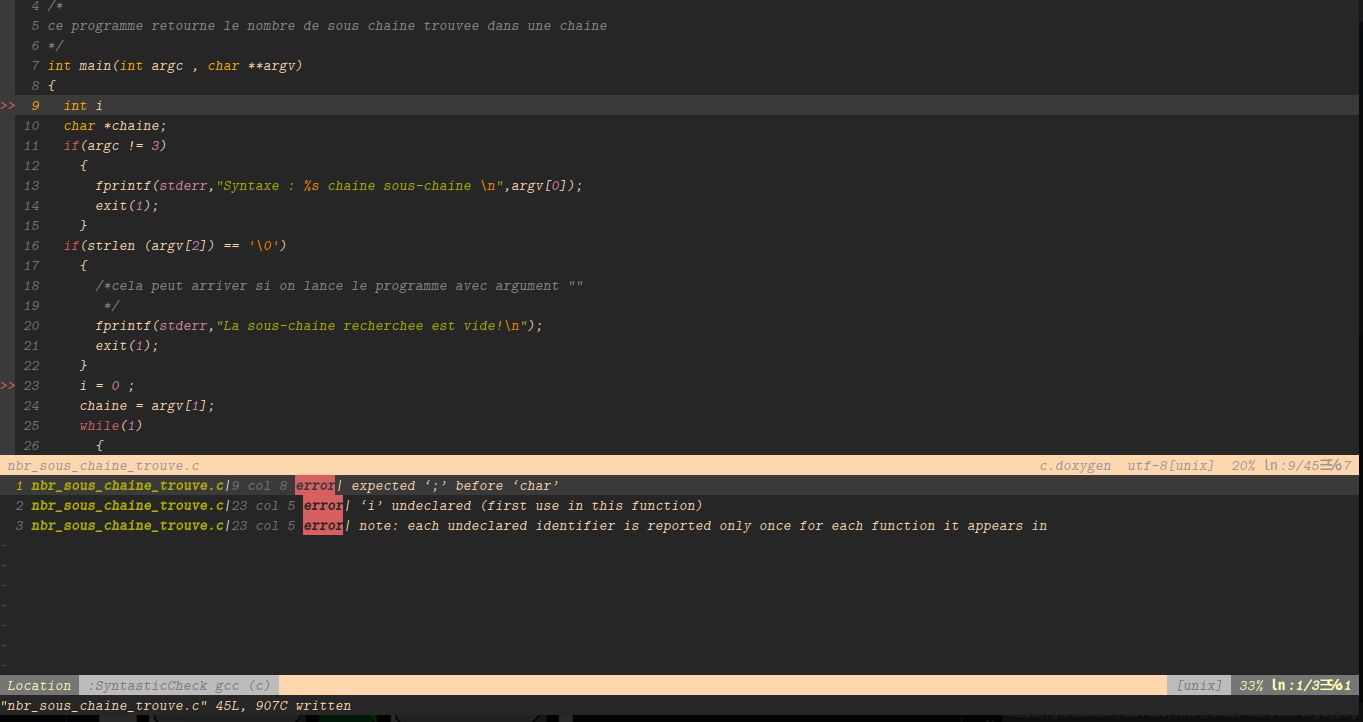 4 /*
5 ce programme retourne le nombre de sous chaine trouvee dans une chaine
6 */
7 int main(int argc , char **argv)
8 {
>> 9 int i
10 char *chaine;
11 if(argc != 3)
12 {
13 fprintf(stderr,"Syntaxe : %s chaine sous-chaine \n",argv[0]);
14 exit(1);
15 }
16 if(strlen (argv[2]) == '\0')
17 {
18 /*cela peut arriver si on lance le programme avec argument ""
19 */
20 fprintf(stderr,"La sous-chaine recherchee est vide!\n");
21 exit(1);
22 }
>> 23 i = 0 ;
24 chaine = argv[1];
25 while(1)
26 {
nbr_sous_chaine_trouve.c c.doxygen utf-8[unix] 20% ln:9/45 7
1 nbr_sous_chaine_trouve.c|9 col 8 error| expected ‘;’ before ‘char’
2 nbr_sous_chaine_trouve.c|23 col 5 error| ‘i’ undeclared (first use in this function)
3 nbr_sous_chaine_trouve.c|23 col 5 error| note: each undeclared identifier is reported only once for each function it appears in
Location :SyntasticCheck gcc (c) [unix] 33% ln:1/3 1
"nbr_sous_chaine_trouve.c" 45L, 907C written